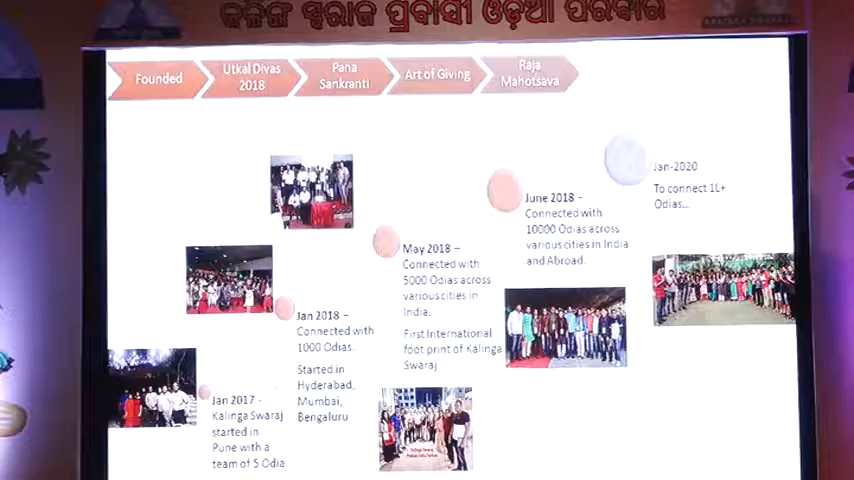 କଳିଙ୍ଗ ସ୍ୱରାଜ ପ୍ରବାସୀ ଓଡ଼ିଆ ପରିବାର
Founded
Utkal Divas
2018
Pana
Sankranti
Art of Giving
Raja
Mahotsava
Jan-2020
To connect 1L+
Odias...
June 2018 –
Connected with
10000 Odias across
various cities in India
and Abroad.
May 2018 –
Connected with
5000 Odias across
various cities in
India.
First International
foot print of Kalinga
Swaraj
Jan 2018 –
Connected with
1000 Odias.
Started in
Hyderabad,
Mumbai,
Bengaluru
Jan 2017 -
Kalinga Swaraj
started in
Pune with a
team of 5 Odia